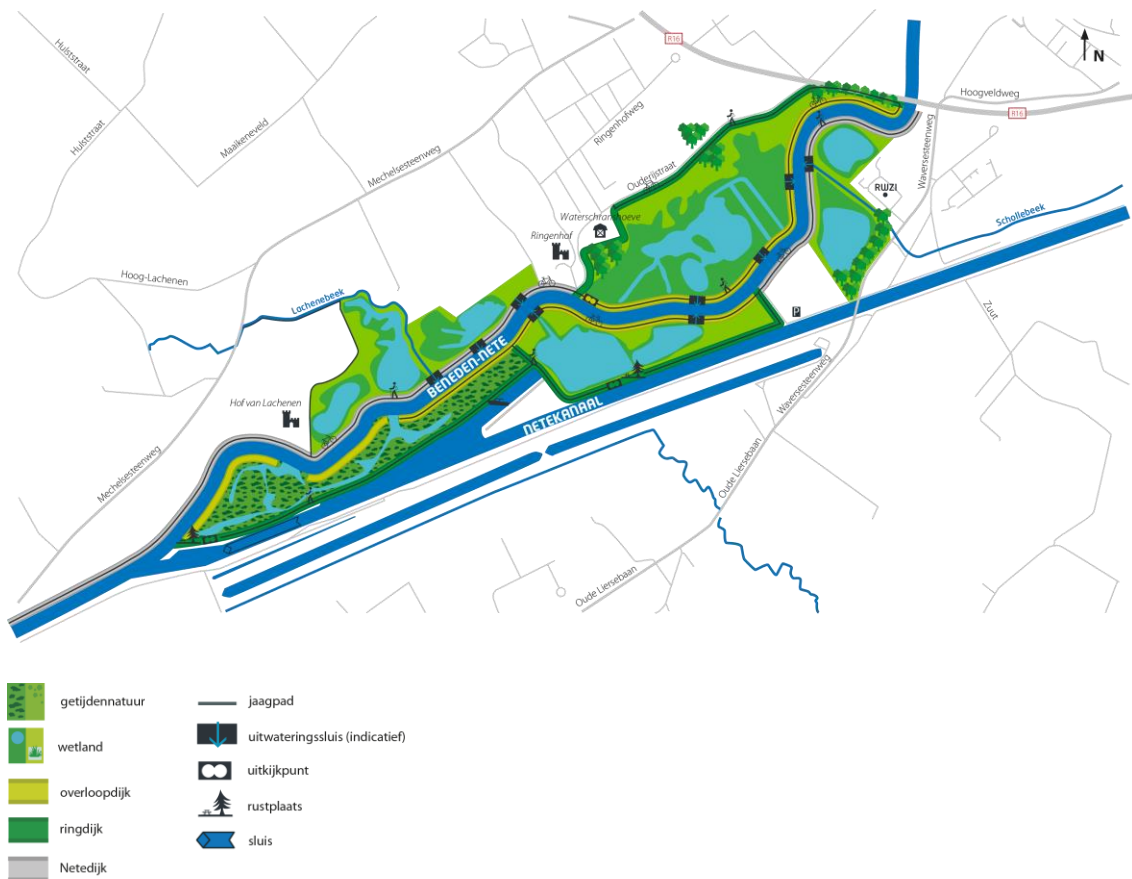 Hulststraat
R16
N
Hoogveldweg
R16
Hulststraat
Maaikeneveld
Mechelsesteenweg
Ringenhofweg
Ouderijstraat
Waversesteenweg
RWZI
Waterschranshoeve
Ringenhof
Schollebeek
Hoog-Lachenen
Lachenebeek
Zuut
P
BENEDEN-NETE
Waversesteenweg
Hof van Lachenen
NETEKANAAL
Mechelsesteenweg
Oude Liersebaan
Oude Liersebaan
getijdennatuur
wetland
overloopdijk
ringdijk
Netedijk
jaagpad
uitwateringssluis (indicatief)
uitkijkpunt
rustplaats
sluis